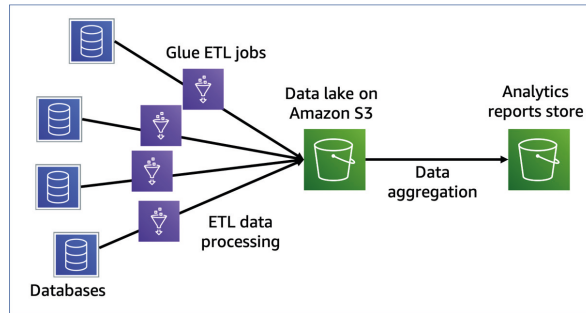 Glue ETL jobs
Data lake on
Amazon S3
Analytics
reports store
Data
aggregation
ETL data
processing
Databases